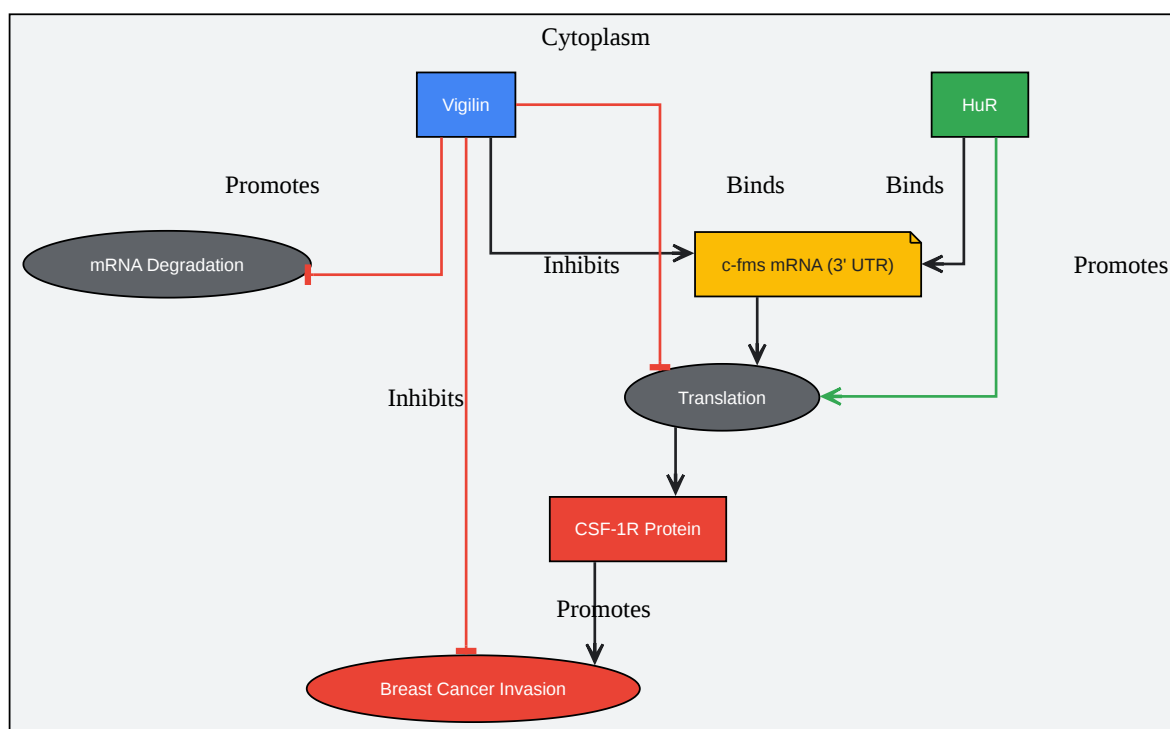 Cytoplasm
Vigilin
HuR
Promotes
Binds
Binds
mRNA Degradation
Inhibits
c-fms mRNA (3' UTR)
Promotes
Inhibits
Translation
CSF-1R Protein
Promotes
Breast Cancer Invasion